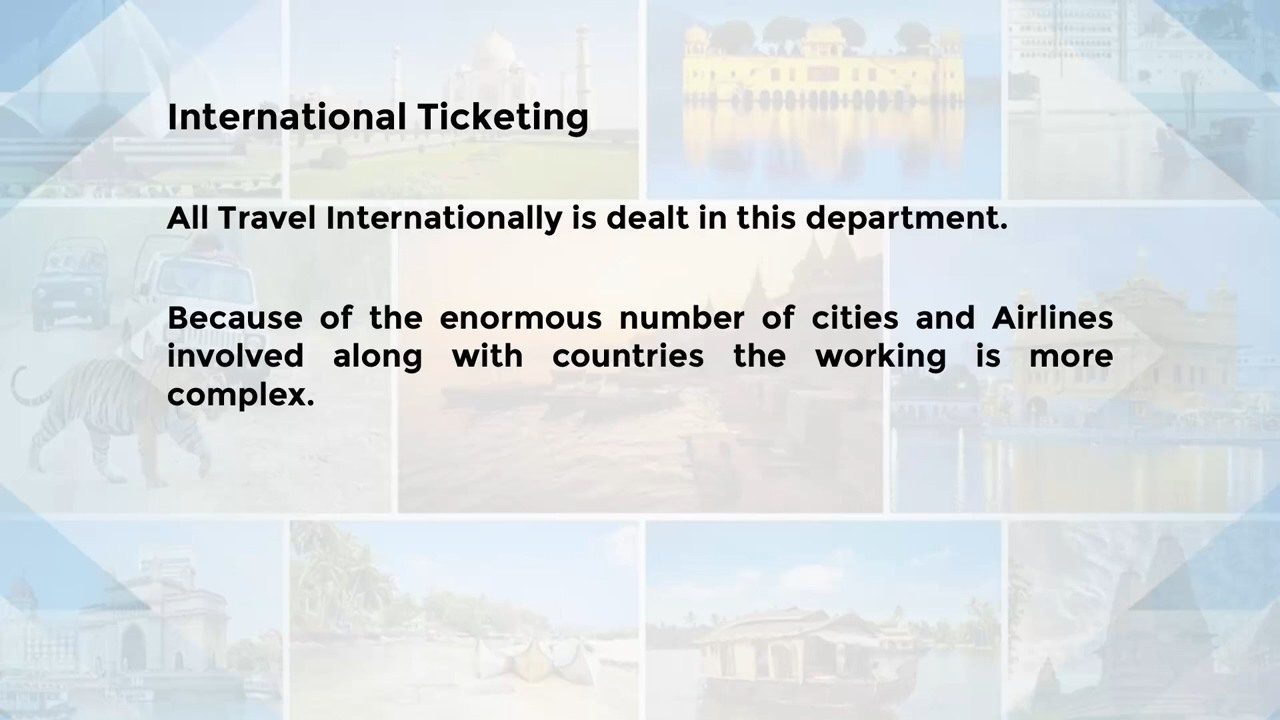 International Ticketing
All Travel Internationally is dealt in this department.
Because of the enormous number of cities and Airlines
involved along with countries the working is more
complex.